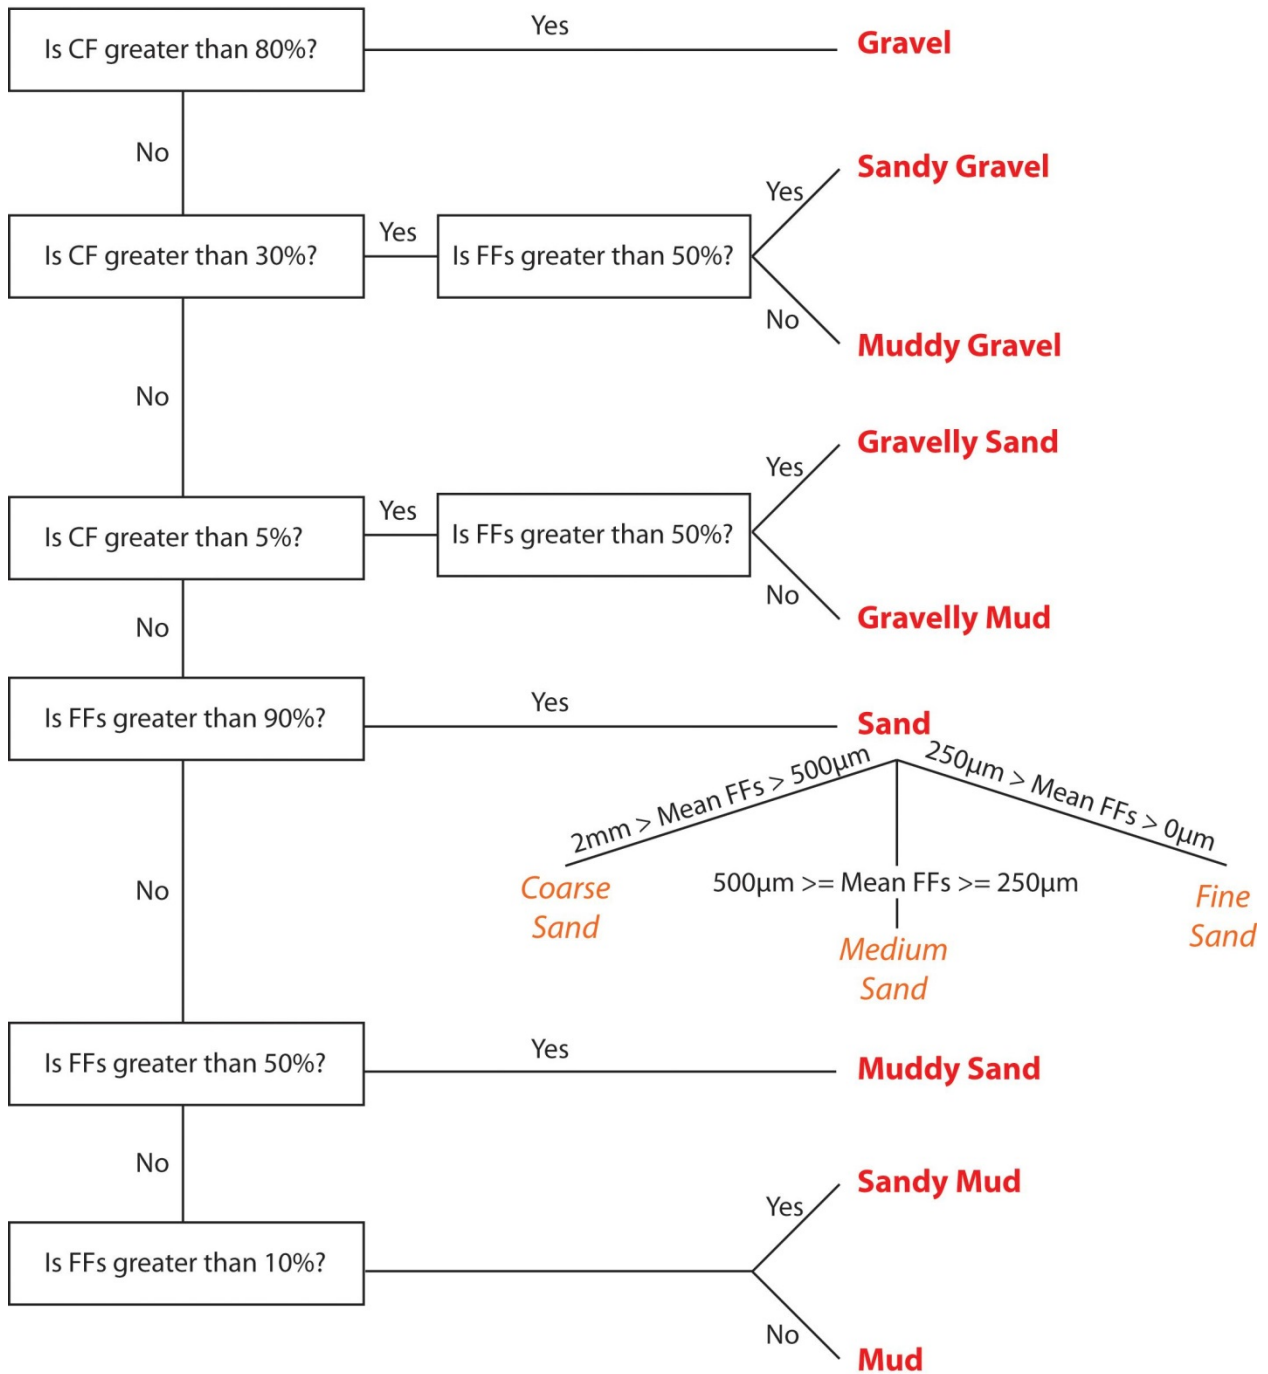 Is CF greater than 80%?
Yes
Gravel
No
Is CF greater than 30%?
Yes
Is FFs greater than 50%?
Yes
Sandy Gravel
No
Muddy Gravel
No
Is CF greater than 5%?
Yes
Is FFs greater than 50%?
Yes
Gravelly Sand
No
Gravelly Mud
No
Is FFs greater than 90%?
Yes
Sand
2mm > Mean FFs > 500µm
250µm > Mean FFs > 0µm
500µm >= Mean FFs >= 250µm
Coarse
Sand
Medium
Sand
Fine
Sand
No
Is FFs greater than 50%?
Yes
Muddy Sand
No
Is FFs greater than 10%?
Yes
Sandy Mud
No
Mud